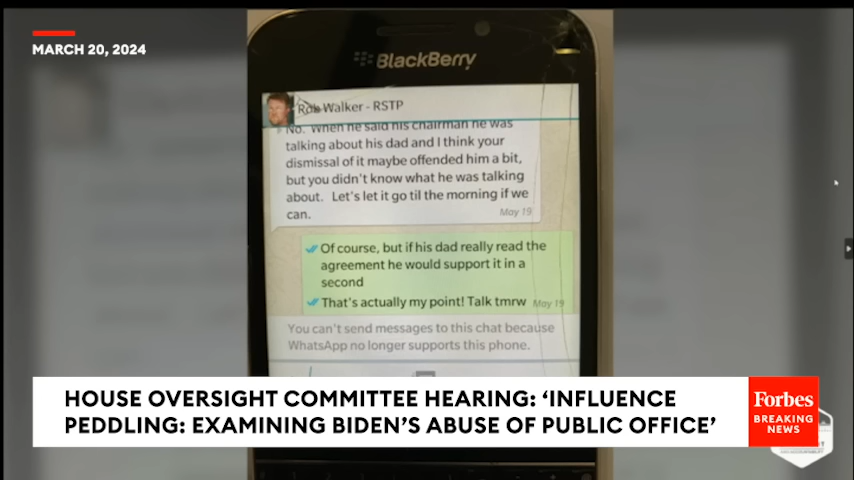 MARCH 20, 2024
BlackBerry
Rob Walker - RSTP
No. When he said his chairman he was
talking about his dad and I think your
dismissal of it maybe offended him a bit,
but you didn't know what he was talking
about. Let's let it go til the morning if we
can.
May 19
Of course, but if his dad really read the
agreement he would support it in a
second
That's actually my point! Talk tmrw
May 19
You can't send messages to this chat because
WhatsApp no longer supports this phone.
HOUSE OVERSIGHT COMMITTEE HEARING: ‘INFLUENCE
PEDDLING: EXAMINING BIDEN’S ABUSE OF PUBLIC OFFICE’
Forbes
BREAKING
NEWS